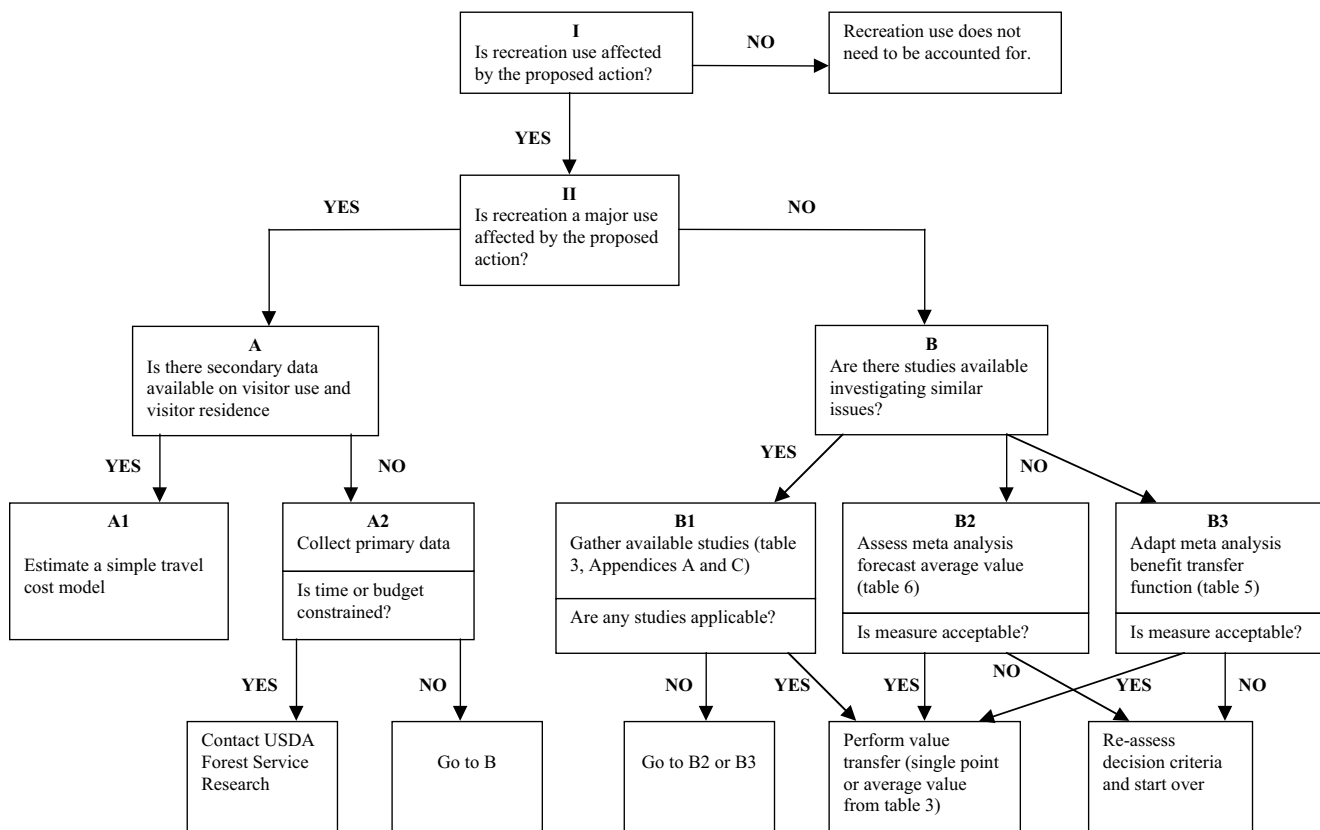 I
Is recreation use affected
by the proposed action?
NO
Recreation use does not
need to be accounted for.
YES
II
Is recreation a major use
affected by the proposed
action?
YES
NO
A
Is there secondary data
available on visitor use and
visitor residence
B
Are there studies available
investigating similar
issues?
YES
NO
YES
NO
A1
Estimate a simple travel
cost model
A2
Collect primary data
Is time or budget
constrained?
B1
Gather available studies (table
3, Appendices A and C)
Are any studies applicable?
B2
Assess meta analysis
forecast average value
(table 6)
Is measure acceptable?
B3
Adapt meta analysis
benefit transfer
function (table 5)
Is measure acceptable?
YES
NO
NO
YES
YES
NO
YES
NO
Contact USDA
Forest Service
Research
Go to B
Go to B2 or B3
Perform value
transfer (single point
or average value
from table 3)
Re-assess
decision criteria
and start over